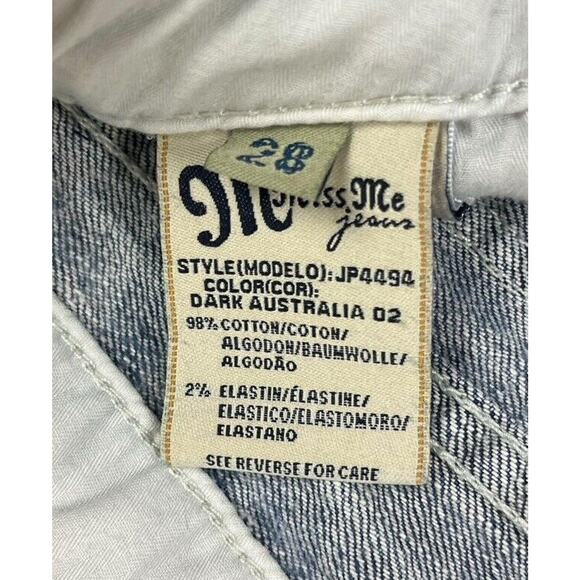 28
M Miss Me
jeans
STYLE(MODELO):JP4494
COLOR(COR):
DARK AUSTRALIA 02
98% COTTON/COTON/
ALGODON/BAUMWOLLE/
ALGODÃO
2% ELASTIN/ÉLASTINE/
ELASTICO/ELASTOMORO/
ELASTANO
SEE REVERSE FOR CARE